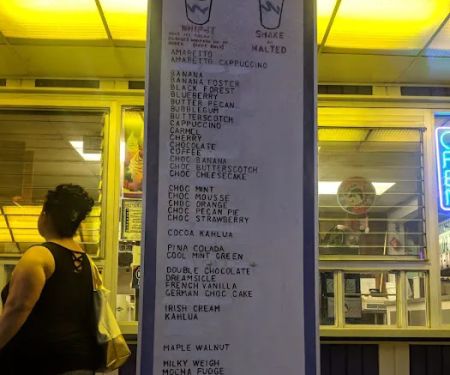 WHIP-IT
SHAKE
or
MALTED
AMARETTO
AMARETTO CAPPUCCINO
BANANA
BANANA FOSTER
BLACK FOREST
BLUEBERRY
BUTTER PECAN
BUBBLEGUM
BUTTERSCOTCH
CAPPUCCINO
CARMEL
CHERRY
CHOCOLATE
COFFEE
CHOC BANANA
CHOC BUTTERSCOTCH
CHOC CHEESECAKE
CHOC MINT
CHOC MOUSSE
CHOC ORANGE
CHOC PECAN PIE
CHOC STRAWBERRY
COCOA KAHLUA
PINA COLADA
COOL MINT GREEN
DOUBLE CHOCOLATE
DREAMSICLE
FRENCH VANILLA
GERMAN CHOC CAKE
IRISH CREAM
KAHLUA
MAPLE WALNUT
MILKY WEIGH
MOCHA FUDGE
OPEN